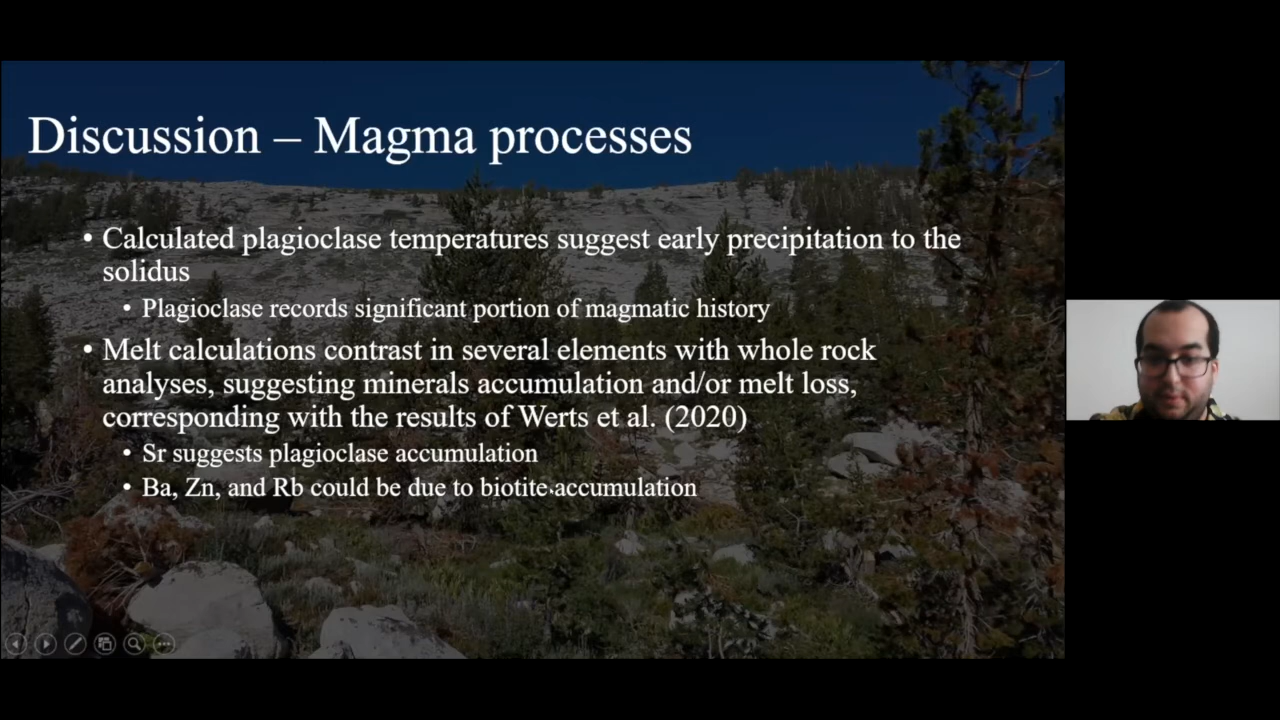 Discussion – Magma processes
• Calculated plagioclase temperatures suggest early precipitation to the
solidus
• Plagioclase records significant portion of magmatic history
• Melt calculations contrast in several elements with whole rock
analyses, suggesting minerals accumulation and/or melt loss,
corresponding with the results of Werts et al. (2020)
• Sr suggests plagioclase accumulation
• Ba, Zn, and Rb could be due to biotite accumulation